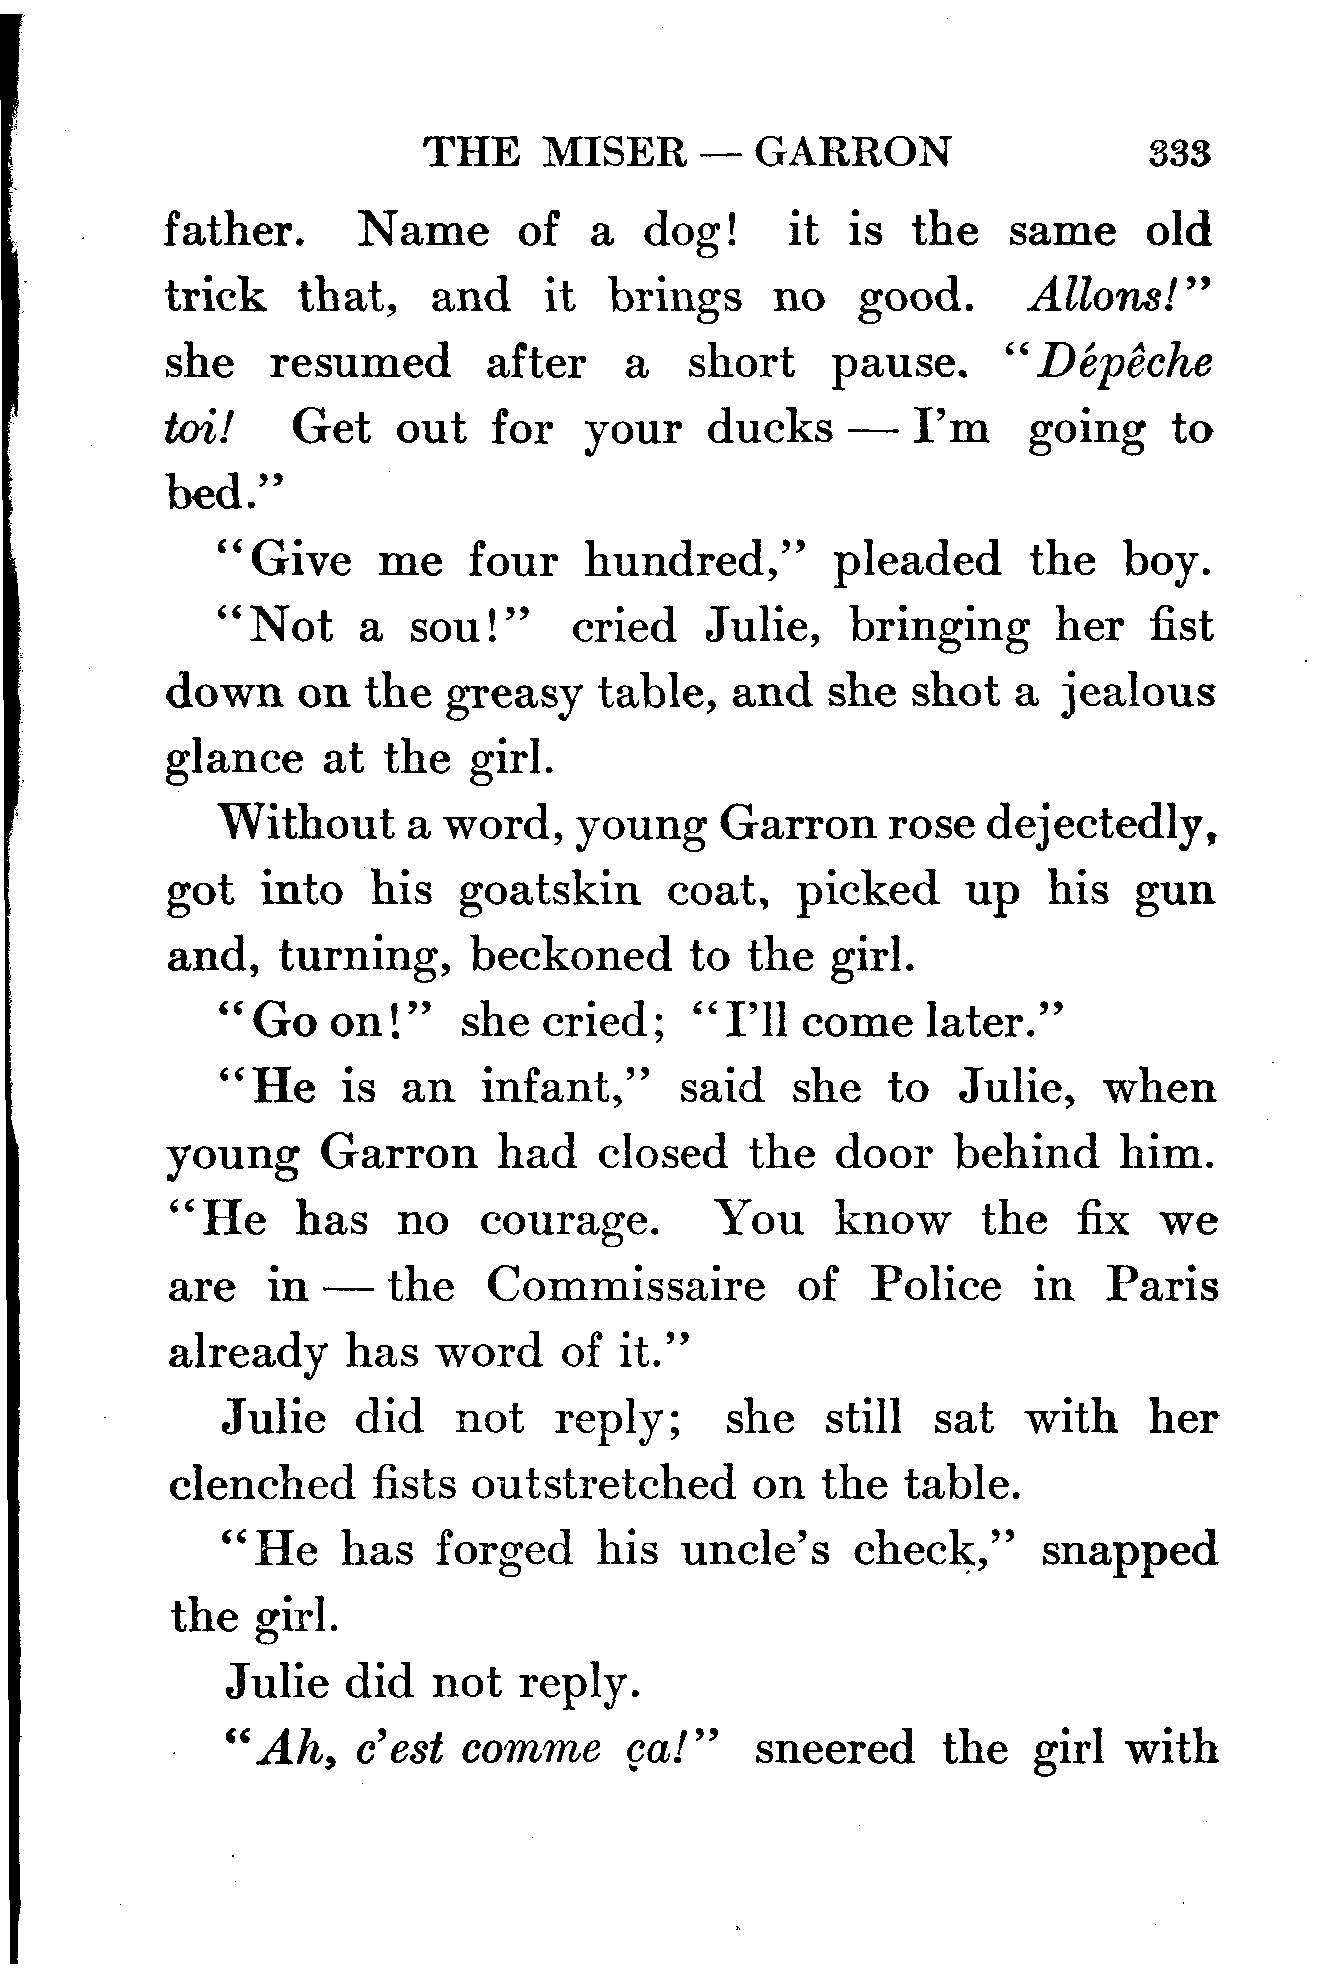 THE MISER — GARRON 333
father. Name of a dog! it is the same old
trick that, and it brings no good. Allons!”
she resumed after a short pause. “Dépêche
toi! Get out for your ducks — I’m going to
bed.”
“Give me four hundred,” pleaded the boy.
“Not a sou!” cried Julie, bringing her fist
down on the greasy table, and she shot a jealous
glance at the girl.
Without a word, young Garron rose dejectedly,
got into his goatskin coat, picked up his gun
and, turning, beckoned to the girl.
“Go on!” she cried; “I’ll come later.”
“He is an infant,” said she to Julie, when
young Garron had closed the door behind him.
“He has no courage. You know the fix we
are in — the Commissaire of Police in Paris
already has word of it.”
Julie did not reply; she still sat with her
clenched fists outstretched on the table.
“He has forged his uncle’s check,” snapped
the girl.
Julie did not reply.
“Ah, c’est comme ça!” sneered the girl with